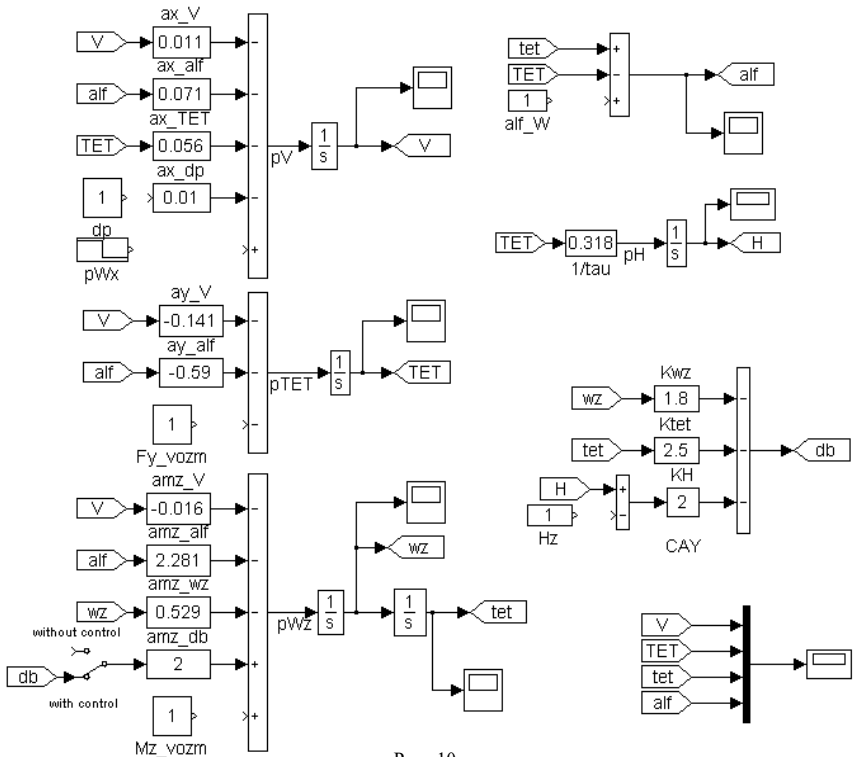 ax_V
V 0.011 −
ax_alf
alf 0.071 −
ax_TET
TET 0.056 −
pV 1/s V
ax_dp
1 0.01 −
dp
pWx +
ay_V
V -0.141 −
ay_alf
alf -0.59 −
pTET 1/s TET
1 −
Fy_vozm
amz_V
V -0.016 −
amz_alf
alf 2.281 −
wz
amz_wz
wz 0.529 −
pWz 1/s 1/s tet
without control
amz_db
db 2 +
with control
1 +
Mz_vozm
tet +
TET − alf
1 +
alf_W
TET 0.318 pH 1/s H
1/tau
Kwz
wz 1.8 −
Ktet
tet 2.5 − db
KH
H + 2 −
1 −
Hz
CAY
V
TET
tet
alf